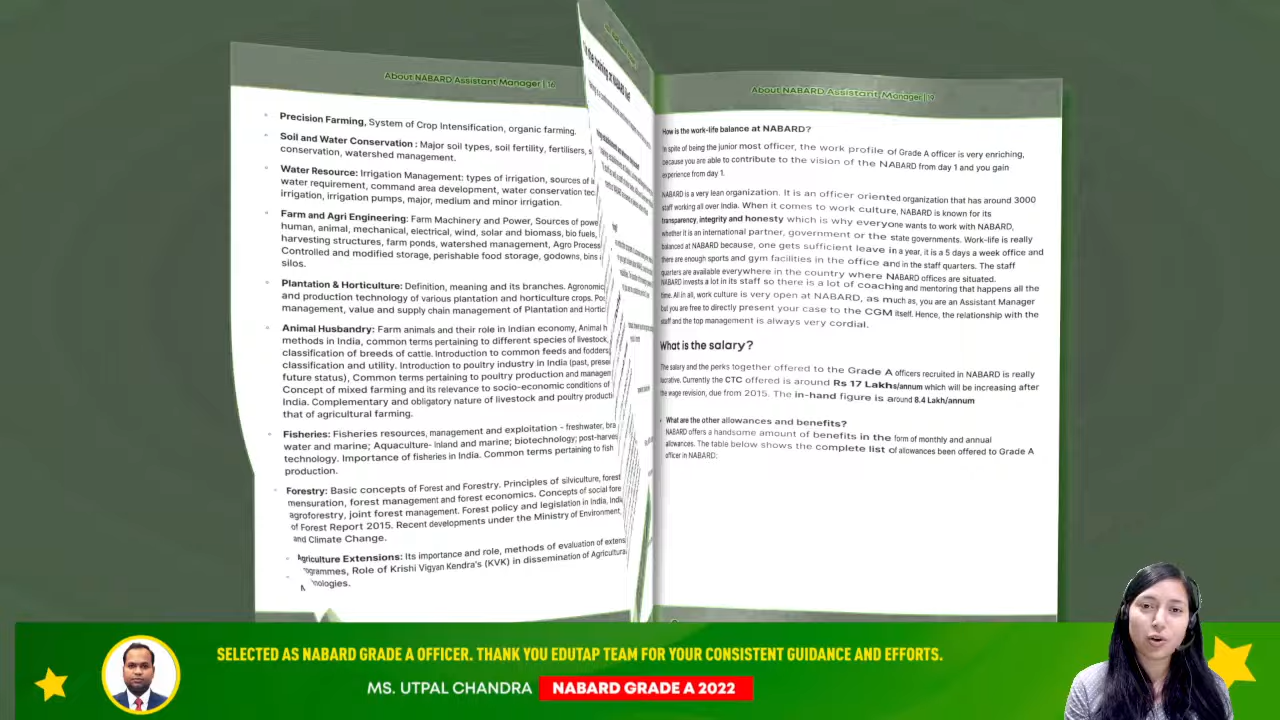 About NABARD Assistant Manager | 16
Precision Farming, System of Crop Intensification, organic farming.
Soil and Water Conservation : Major soil types, soil fertility, fertilisers,
conservation, watershed management.
Water Resource: Irrigation Management: types of irrigation, sources of
water requirement, command area development, water conservation
irrigation, irrigation pumps, major, medium and minor irrigation.
Farm and Agri Engineering: Farm Machinery and Power, Sources of
human, animal, mechanical, electrical, wind, solar and biomass, bio fuels,
harvesting structures, farm ponds, watershed management, Agro
Controlled and modified storage, perishable food storage, godowns, bins
silos.
Plantation & Horticulture: Definition, meaning and its branches.
and production technology of various plantation and horticulture crops.
management, value and supply chain management of Plantation and
Animal Husbandry: Farm animals and their role in Indian economy, Animal
methods in India, common terms pertaining to different species of livestock,
classification of breeds of cattle. Introduction to common feeds and fodders,
classification and utility. Introduction to poultry industry in India (past,
future status), Common terms pertaining to poultry production and
Concept of mixed farming and its relevance to socio-economic conditions of
India. Complementary and obligatory nature of livestock and poultry
that of agricultural farming.
Fisheries: Fisheries resources, management and exploitation - freshwater,
water and marine; Aquaculture- Inland and marine; biotechnology;
technology. Importance of fisheries in India. Common terms pertaining to fish
production.
Forestry: Basic concepts of Forest and Forestry. Principles of silviculture, forest
mensuration, forest management and forest economics. Concepts of social
agroforestry, joint forest management. Forest policy and legislation in India,
of Forest Report 2015. Recent developments under the Ministry of Environment,
and Climate Change.
Agriculture Extensions: Its importance and role, methods of evaluation of
Role of Krishi Vigyan Kendra's (KVK) in dissemination of
About NABARD Assistant Manager | 19
How is the work-life balance at NABARD?
In spite of being the junior most officer, the work profile of Grade A officer is very enriching,
because you are able to contribute to the vision of the NABARD from day 1 and you gain
experience from day 1.
NABARD is a very lean organization. It is an officer oriented organization that has around 3000
staff working all over India. When it comes to work culture, NABARD is known for its
transparency, integrity and honesty which is why everyone wants to work with NABARD,
whether it is an international partner, government or the state governments. Work-life is really
balanced at NABARD because, one gets sufficient leave in a year, it is a 5 days a week office and
there are enough sports and gym facilities in the office and in the staff quarters. The staff
quarters are available everywhere in the country where NABARD offices are situated.
NABARD invests a lot in its staff so there is a lot of coaching and mentoring that happens all the
time. All in all, work culture is very open at NABARD, as much as, you are an Assistant Manager
but you are free to directly present your case to the CGM itself. Hence, the relationship with the
staff and the top management is always very cordial.
What is the salary?
The salary and the perks together offered to the Grade A officers recruited in NABARD is really
lucrative. Currently the CTC offered is around Rs 17 Lakhs/annum which will be increasing after
the wage revision, due from 2015. The in-hand figure is around 8.4 Lakh/annum
What are the other allowances and benefits?
NABARD offers a handsome amount of benefits in the form of monthly and annual
allowances. The table below shows the complete list of allowances been offered to Grade A
officer in NABARD:
SELECTED AS NABARD GRADE A OFFICER. THANK YOU EDUTAP TEAM FOR YOUR CONSISTENT GUIDANCE AND EFFORTS.
MS. UTPAL CHANDRA NABARD GRADE A 2022